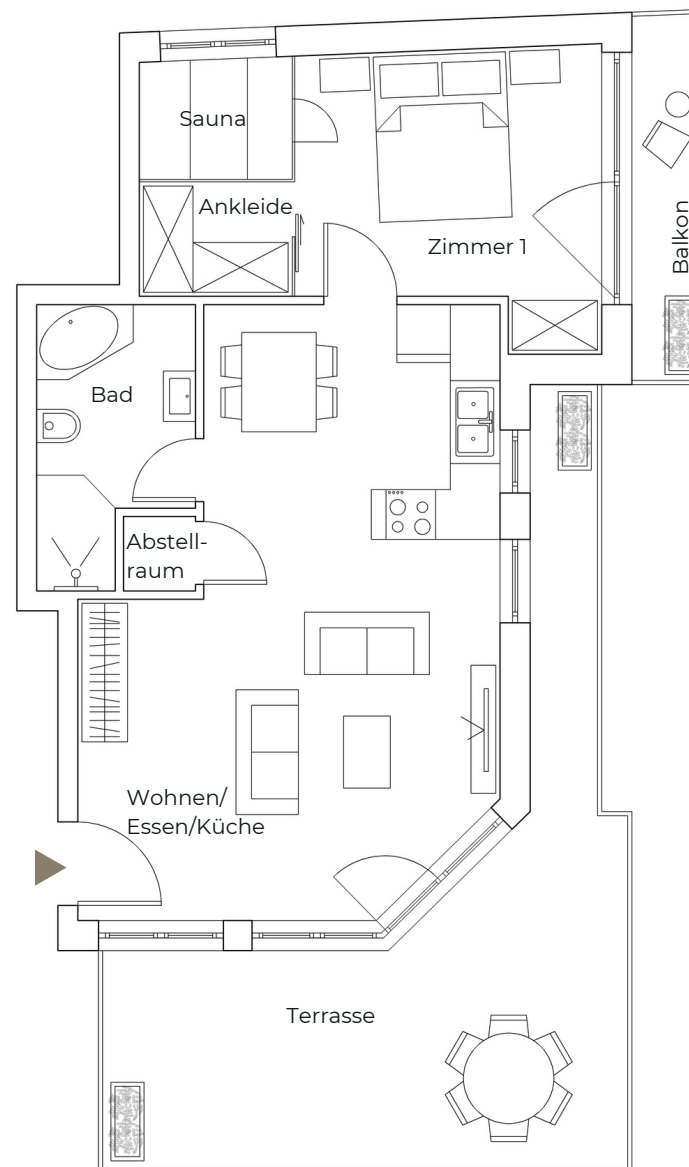 Sauna
Ankleide
Zimmer 1
Balkon
Bad
Abstell-
raum
Wohnen/
Essen/Küche
Terrasse